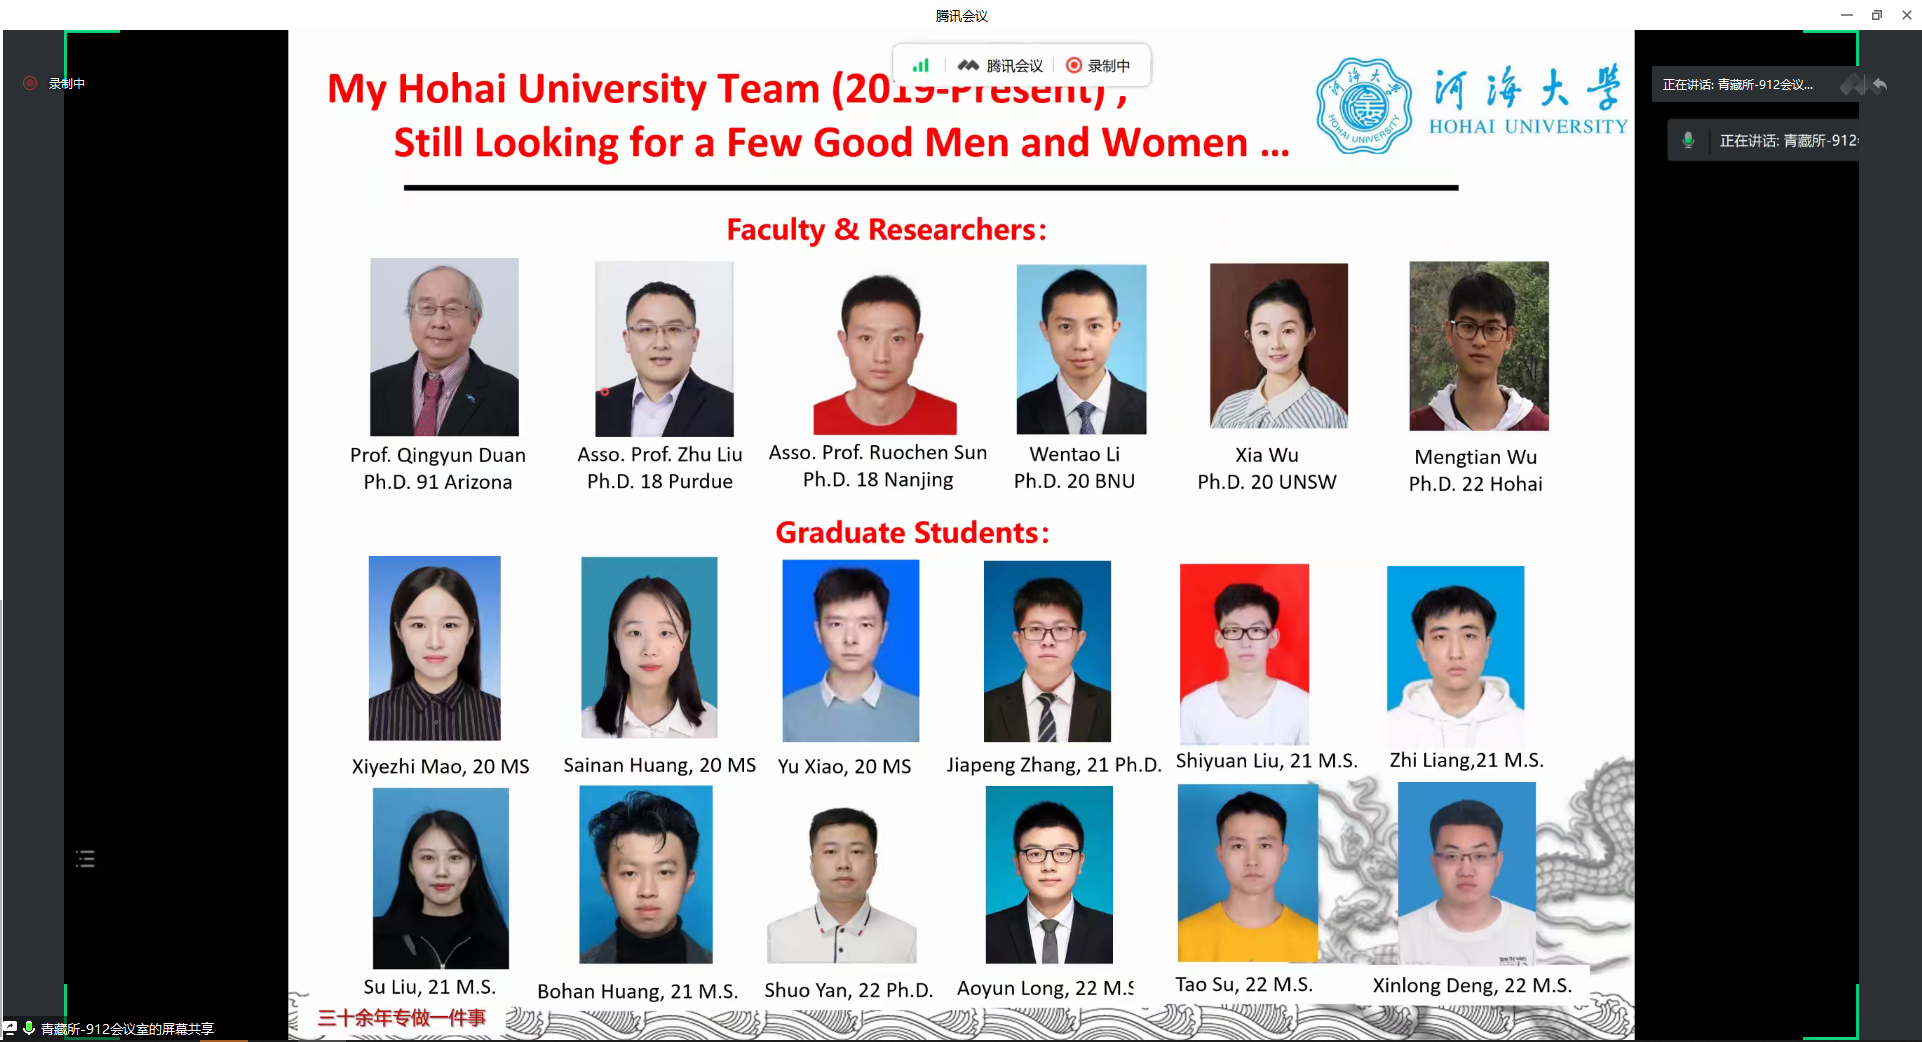 腾讯会议
录制中
腾讯会议
录制中
My Hohai University Team (2019-Present) ,
Still Looking for a Few Good Men and Women ...
河海大学
HOHAI UNIVERSITY
河海大学
HOHAI UNIVERSITY
正在讲话: 青藏所-912会议...
正在讲话: 青藏所-912
Faculty & Researchers:
Prof. Qingyun Duan
Ph.D. 91 Arizona
Asso. Prof. Zhu Liu
Ph.D. 18 Purdue
Asso. Prof. Ruochen Sun
Ph.D. 18 Nanjing
Wentao Li
Ph.D. 20 BNU
Xia Wu
Ph.D. 20 UNSW
Mengtian Wu
Ph.D. 22 Hohai
Graduate Students:
Xiyezhi Mao, 20 MS
Sainan Huang, 20 MS
Yu Xiao, 20 MS
Jiapeng Zhang, 21 Ph.D.
Shiyuan Liu, 21 M.S.
Zhi Liang,21 M.S.
Su Liu, 21 M.S.
Bohan Huang, 21 M.S.
Shuo Yan, 22 Ph.D.
Aoyun Long, 22 M.S
Tao Su, 22 M.S.
Xinlong Deng, 22 M.S.
三十余年专做一件事
青藏所-912会议室的屏幕共享